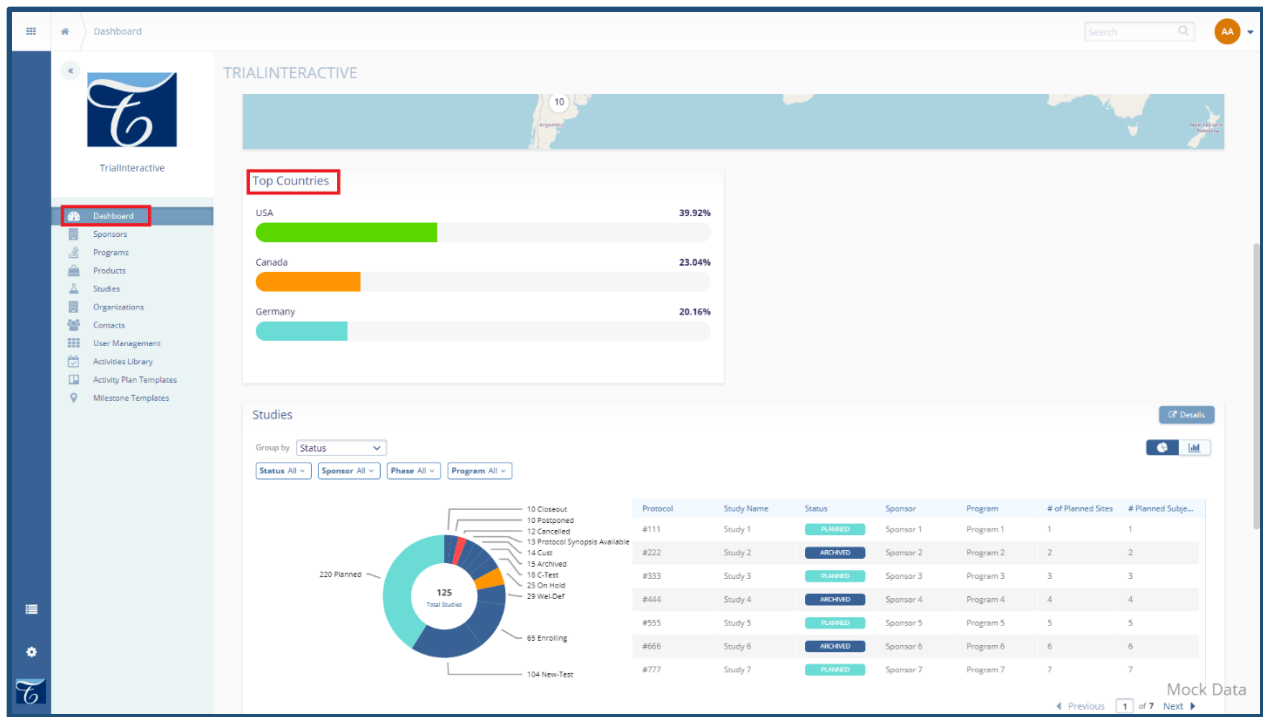 Dashboard
Search
AA
TrialInteractive
Dashboard
Sponsors
Programs
Products
Studies
Organizations
Contacts
User Management
Activities Library
Activity Plan Templates
Milestone Templates
TRIALINTERACTIVE
10
Argentina
Top Countries
USA 39.92%
Canada 23.04%
Germany 20.16%
Studies
Details
Group by Status
Status All Sponsor All Phase All Program All
10 Closeout
10 Postponed
12 Cancelled
13 Protocol Synopsis Available
14 Cust
15 Archived
18 C-Test
25 On Hold
29 Wel-Def
65 Enrolling
104 New-Test
220 Planned
125
Total Studies
Protocol Study Name Status Sponsor Program # of Planned Sites # Planned Subje...
#111 Study 1 PLANNED Sponsor 1 Program 1 1 1
#222 Study 2 ARCHIVED Sponsor 2 Program 2 2 2
#333 Study 3 PLANNED Sponsor 3 Program 3 3 3
#444 Study 4 ARCHIVED Sponsor 4 Program 4 4 4
#555 Study 5 PLANNED Sponsor 5 Program 5 5 5
#666 Study 6 ARCHIVED Sponsor 6 Program 6 6 6
#777 Study 7 PLANNED Sponsor 7 Program 7 7 7
Mock Data
Previous 1 of 7 Next